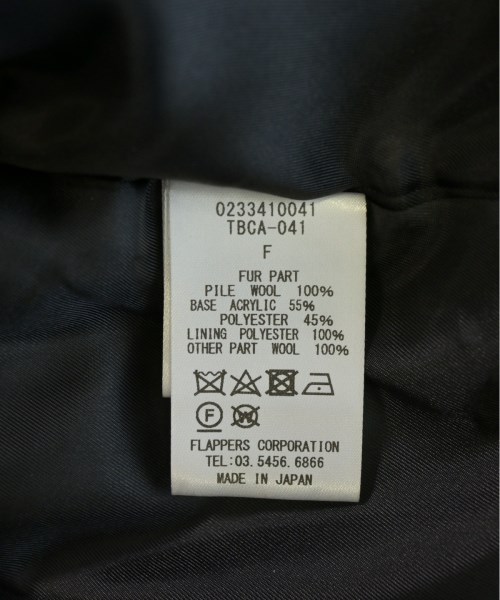 0233410041
TBCA-041
F
FUR PART
PILE WOOL 100%
BASE ACRYLIC 55%
POLYESTER 45%
LINING POLYESTER 100%
OTHER PART WOOL 100%
F W
FLAPPERS CORPORATION
TEL:03.5456.6866
MADE IN JAPAN